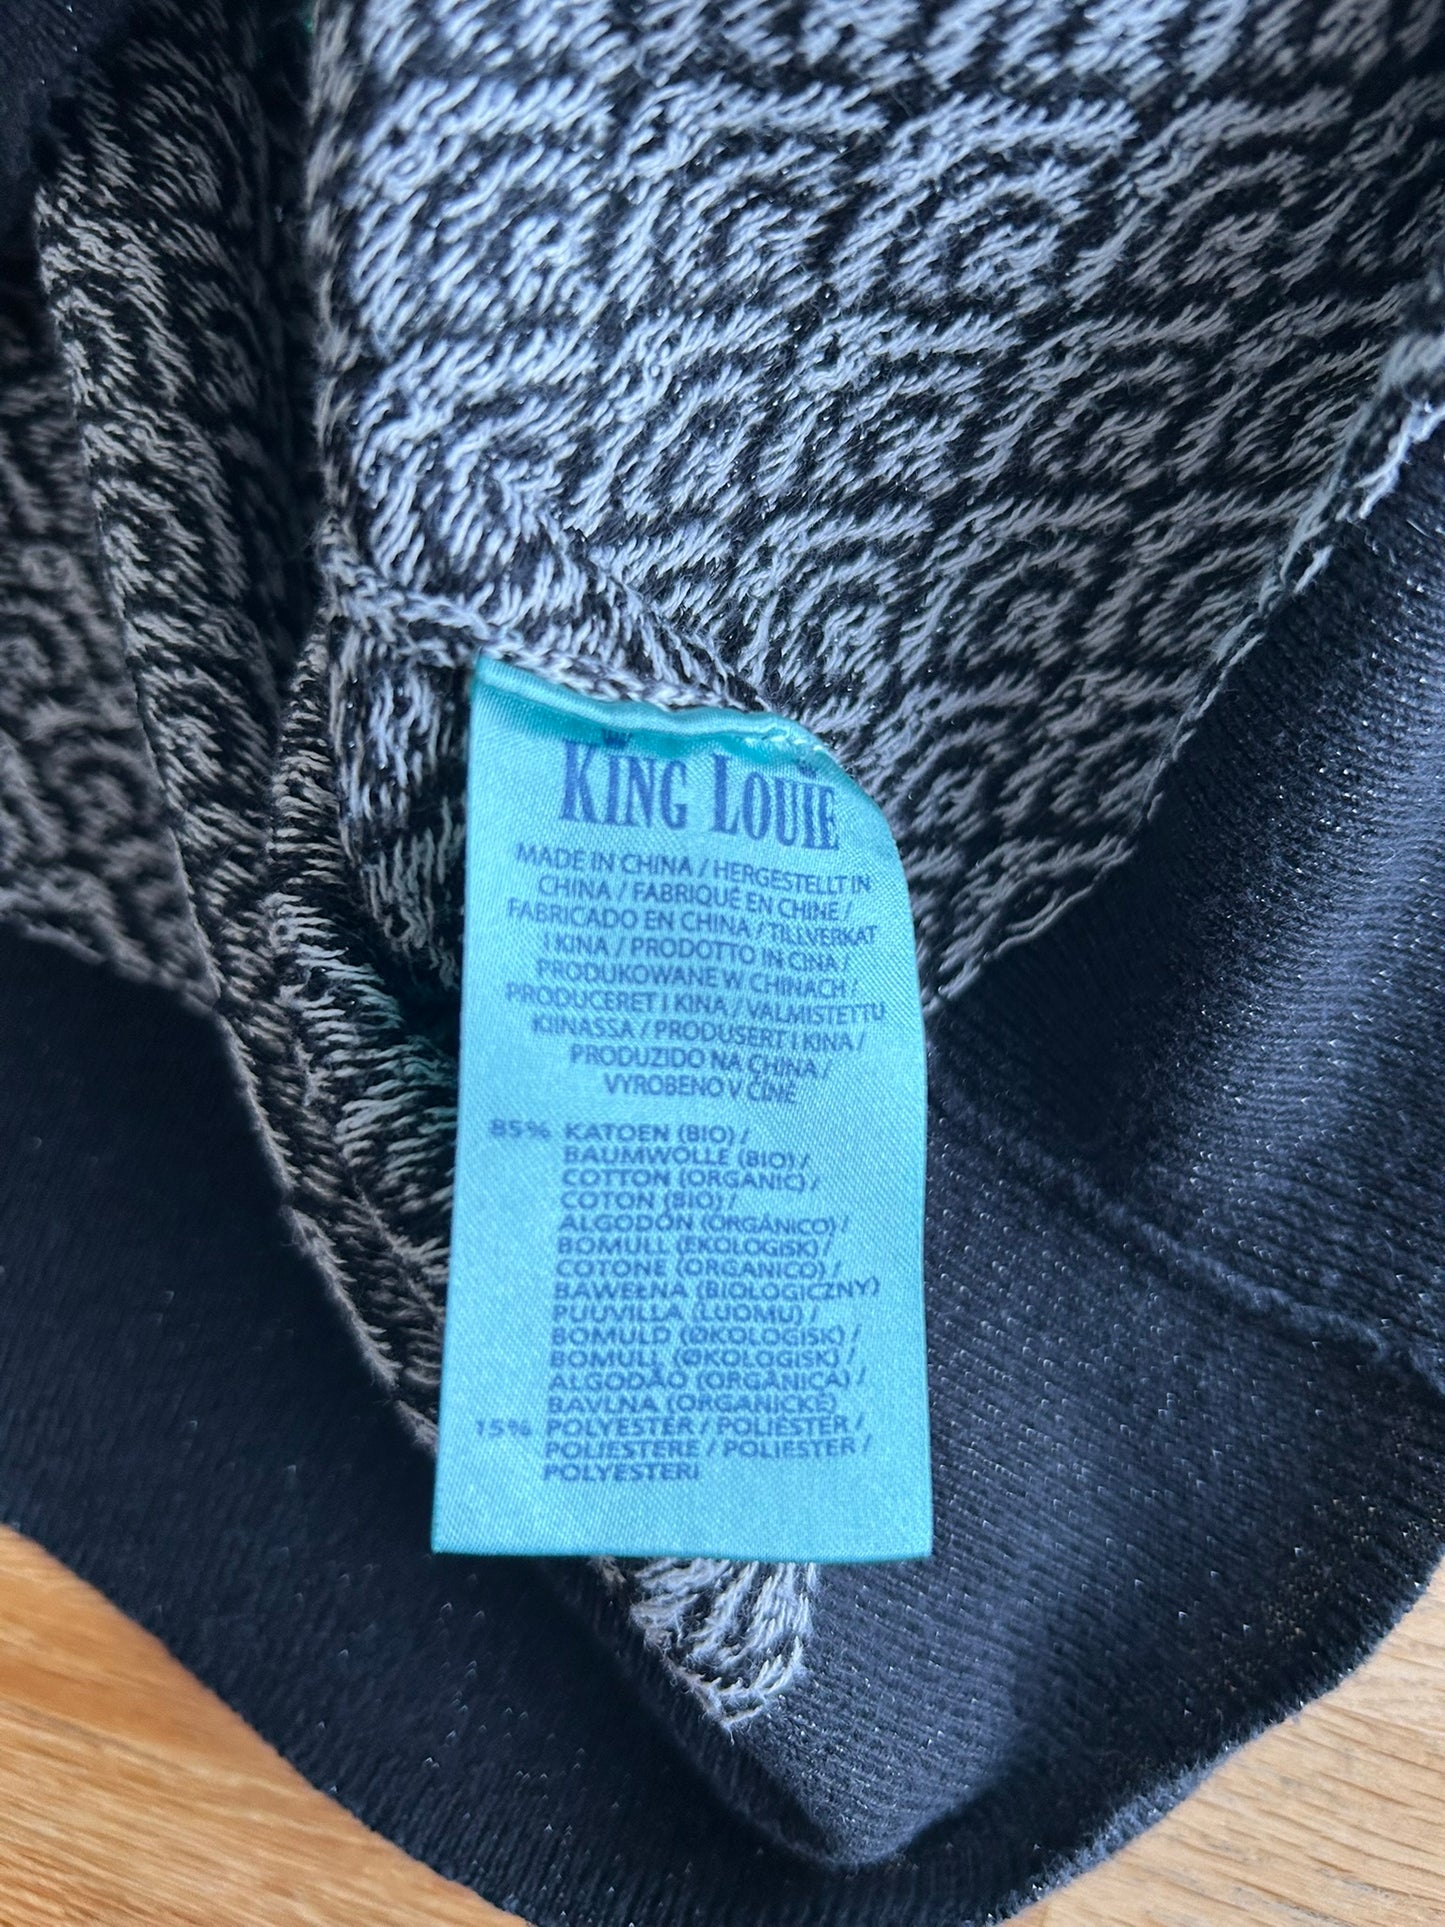 King Louie
MADE IN CHINA / HERGESTELLT IN
CHINA / FABRIQUÉ EN CHINE /
FABRICADO EN CHINA / TILLVERKAT
I KINA / PRODOTTO IN CINA /
PRODUKOWANE W CHINACH /
PRODUCERET I KINA / VALMISTETTU
KIINASSA / PRODUSERT I KINA /
PRODUZIDO NA CHINA /
VYROBENO V ČÍNĚ
85% KATOEN (BIO) /
BAUMWOLLE (BIO) /
COTTON (ORGANIC) /
COTON (BIO) /
ALGODÓN (ORGÁNICO) /
BOMULL (EKOLOGISK) /
COTONE (ORGANICO) /
BAWEŁNA (BIOLOGICZNY)
PUUVILLA (LUOMU) /
BOMULD (ØKOLOGISK) /
BOMULL (ØKOLOGISK) /
ALGODÃO (ORGÂNICA) /
BAVLNA (ORGANICKÉ)
15% POLYESTER / POLIÉSTER /
POLIESTERE / POLIESTER /
POLYESTERI